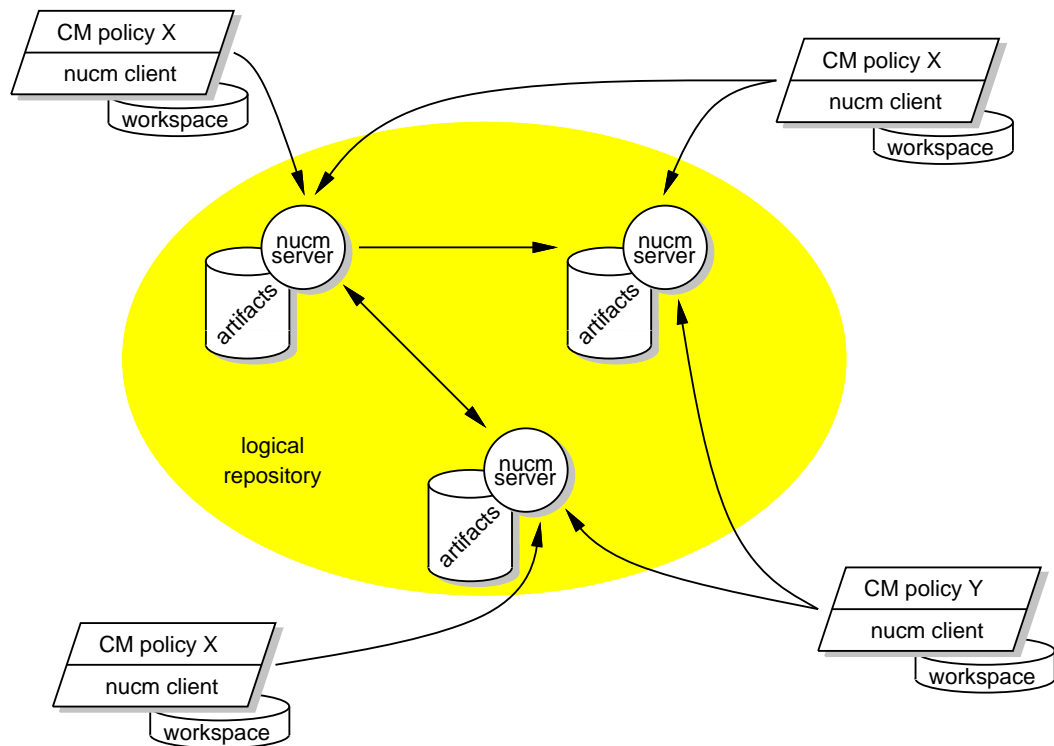 CM policy X
nucm client
workspace
CM policy X
nucm client
workspace
nucm
server
artifacts
nucm
server
artifacts
logical
repository
nucm
server
artifacts
CM policy Y
nucm client
workspace
CM policy X
nucm client
workspace